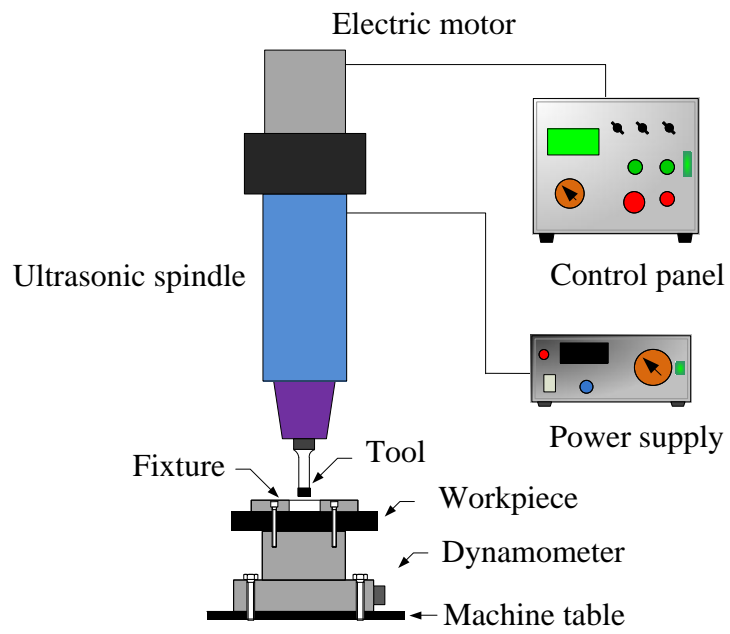 Electric motor
Ultrasonic spindle
Control panel
Power supply
Fixture
Tool
Workpiece
Dynamometer
Machine table